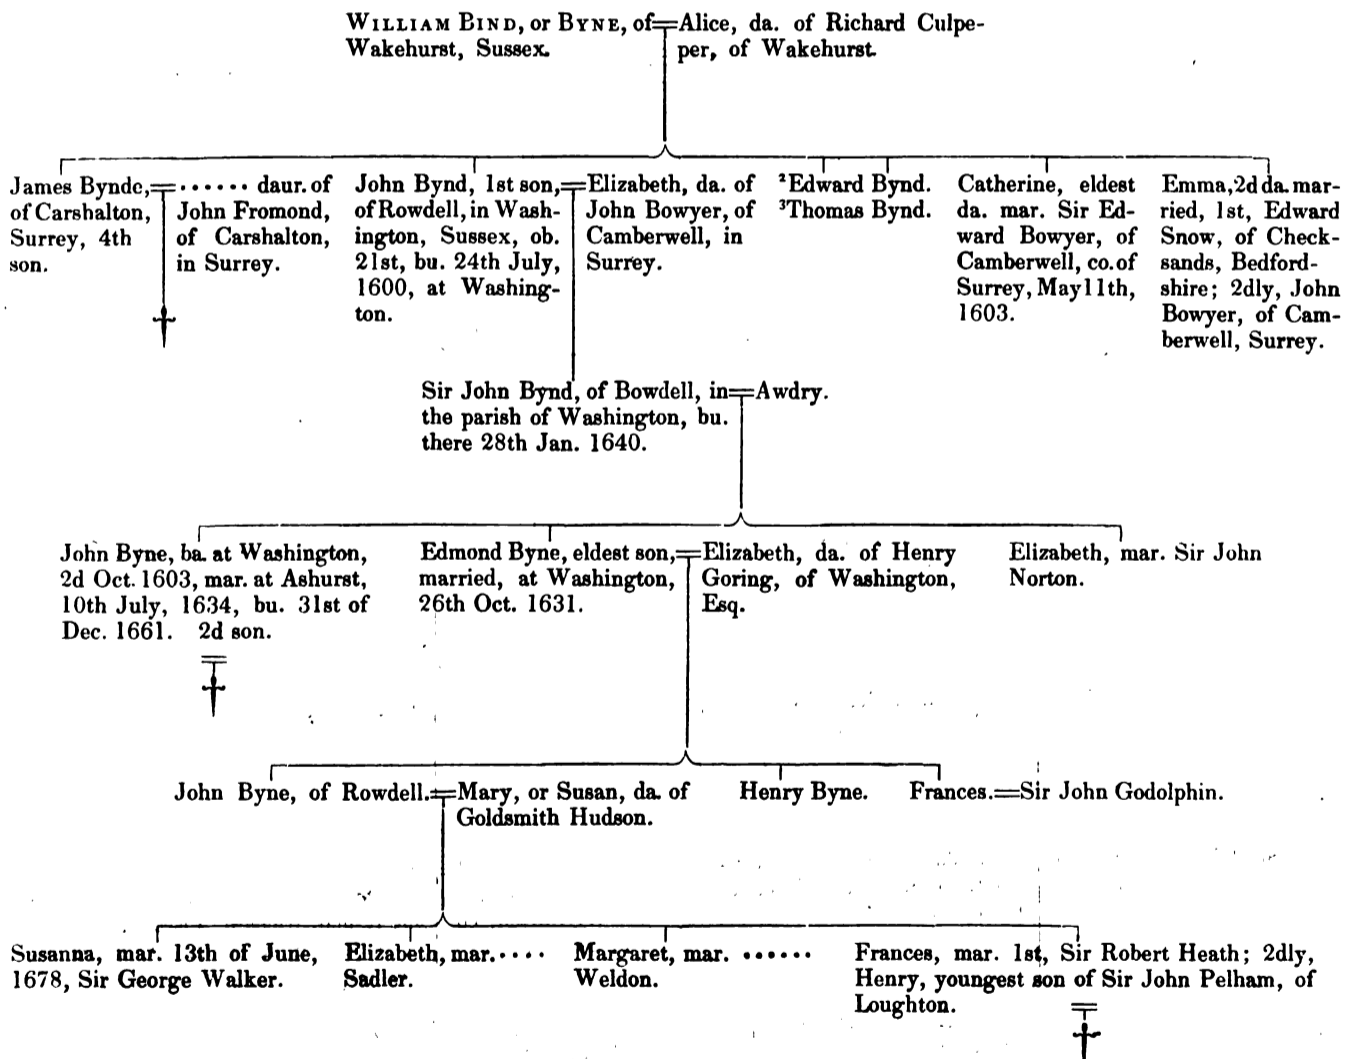 WILLIAM BIND, or BYNE, of
Wakehurst, Sussex.
Alice, da. of Richard Culpe-
per, of Wakehurst.
James Bynde,
of Carshalton,
Surrey, 4th
son.
...... daur. of
John Fromond,
of Carshalton,
in Surrey.
John Bynd, 1st son,
of Rowdell, in Wash-
ington, Sussex, ob.
21st, bu. 24th July,
1600, at Washing-
ton.
Elizabeth, da. of
John Bowyer, of
Camberwell, in
Surrey.
²Edward Bynd.
³Thomas Bynd.
Catherine, eldest
da. mar. Sir Ed-
ward Bowyer, of
Camberwell, co. of
Surrey, May 11th,
1603.
Emma, 2d da. mar-
ried, 1st, Edward
Snow, of Check-
sands, Bedford-
shire; 2dly, John
Bowyer, of Cam-
berwell, Surrey.
Sir John Bynd, of Bowdell, in
the parish of Washington, bu.
there 28th Jan. 1640.
Awdry.
John Byne, ba. at Washington,
2d Oct. 1603, mar. at Ashurst,
10th July, 1634, bu. 31st of
Dec. 1661. 2d son.
Edmond Byne, eldest son,
married, at Washington,
26th Oct. 1631.
Elizabeth, da. of Henry
Goring, of Washington,
Esq.
Elizabeth, mar. Sir John
Norton.
John Byne, of Rowdell.
Mary, or Susan, da. of
Goldsmith Hudson.
Henry Byne.
Frances.=Sir John Godolphin.
Susanna, mar. 13th of June,
1678, Sir George Walker.
Elizabeth, mar. ....
Sadler.
Margaret, mar. ......
Weldon.
Frances, mar. 1st, Sir Robert Heath; 2dly,
Henry, youngest son of Sir John Pelham, of
Loughton.